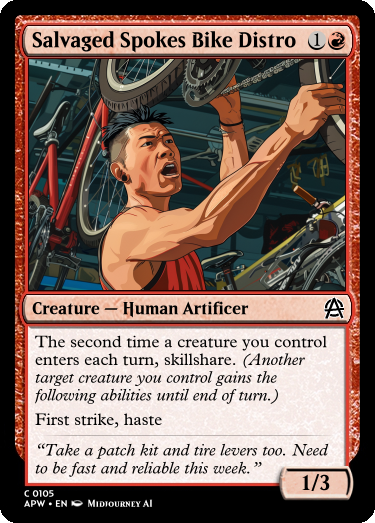 Salvaged Spokes Bike Distro 1
Creature — Human Artificer
The second time a creature you control
enters each turn, skillshare. (Another
target creature you control gains the
following abilities until end of turn.)
First strike, haste
“Take a patch kit and tire levers too. Need
to be fast and reliable this week.”
1/3
C 0105
APW • EN Midjourney AI